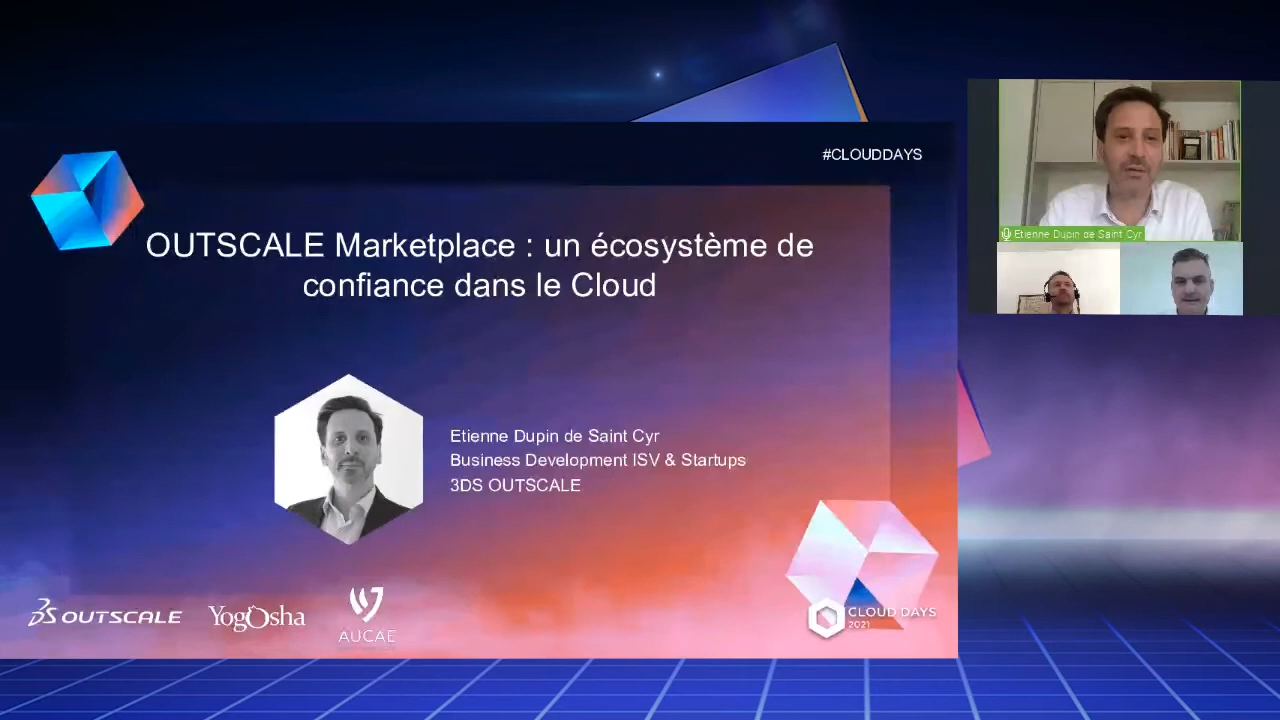 #CLOUDDAYS
OUTSCALE Marketplace : un écosystème de
confiance dans le Cloud
Etienne Dupin de Saint Cyr
Etienne Dupin de Saint Cyr
Business Development ISV & Startups
3DS OUTSCALE
3DS OUTSCALE
YogOsha
AUCAE
CLOUD DAYS
2021